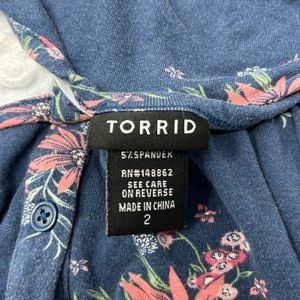 TORRID
5% SPANDEX
RN#148862
SEE CARE
ON REVERSE
MADE IN CHINA
2